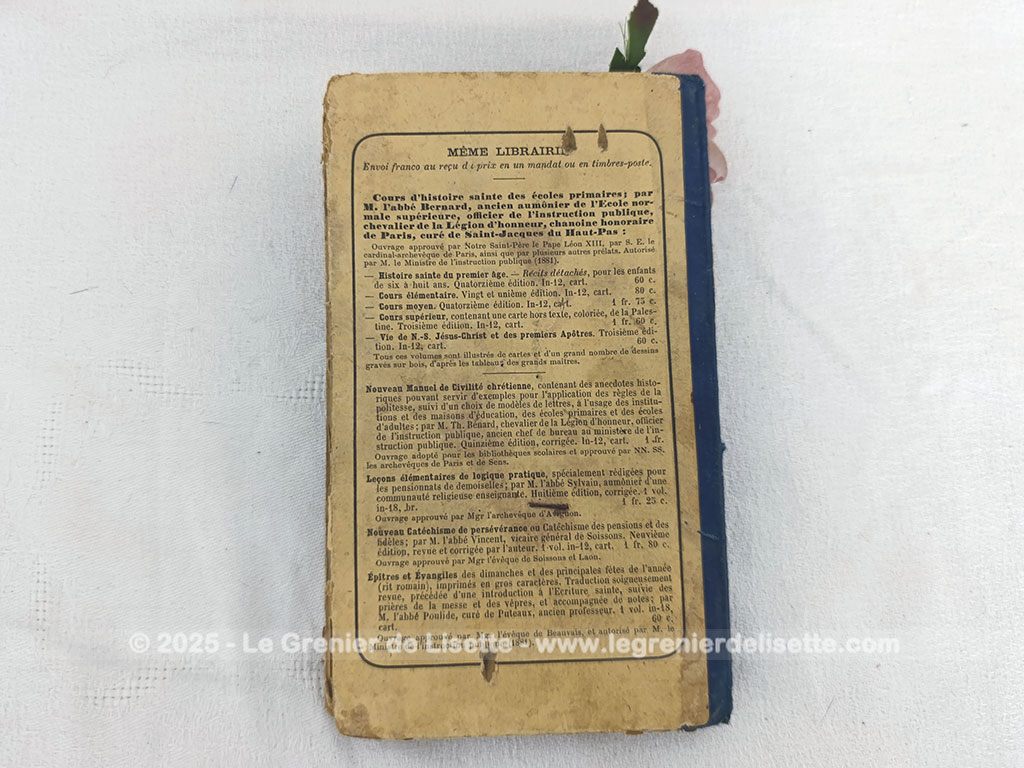 MÊME LIBRAIRIE
Envoi franco au reçu du prix en un mandat ou en timbres-poste.
Cours d'histoire sainte des écoles primaires; par
M. l'abbé Bernard, ancien aumônier de l'École nor-
male supérieure, officier de l'instruction publique,
chevalier de la Légion d'honneur, chanoine honoraire
de Paris, curé de Saint-Jacques du Haut-Pas :
Ouvrage approuvé par Notre Saint-Père le Pape Léon XIII, par S. E. le
cardinal-archevêque de Paris, ainsi que par plusieurs autres prélats. Autorisé
par M. le Ministre de l'instruction publique (1881).
— Histoire sainte du premier âge. — Récits détachés, pour les enfants
de six à huit ans. Quatorzième édition. In-12, cart. 60 c.
— Cours élémentaire. Vingt et unième édition. In-12, cart. 80 c.
— Cours moyen. Quatorzième édition. In-12, cart. 1 fr. 75 c.
— Cours supérieur, contenant une carte hors texte, coloriée, de la Pales-
tine. Troisième édition. In-12, cart. 1 fr. 60 c.
— Vie de N.-S. Jésus-Christ et des premiers Apôtres. Troisième édi-
tion. In-12, cart. 60 c.
Tous ces volumes sont illustrés de cartes et d'un grand nombre de dessins
gravés sur bois, d'après les tableaux des grands maîtres.
Nouveau Manuel de Civilité chrétienne, contenant des anecdotes histo-
riques pouvant servir d'exemples pour l'application des règles de la
politesse, suivi d'un choix de modèles de lettres, à l'usage des institu-
tions et des maisons d'éducation, des écoles primaires et des écoles
d'adultes; par M. Th. Bénard, chevalier de la Légion d'honneur, officier
de l'instruction publique, ancien chef de bureau au ministère de l'in-
struction publique. Quinzième édition, corrigée. In-12, cart. 1 fr.
Ouvrage adopté pour les bibliothèques scolaires et approuvé par NN. SS.
les archevêques de Paris et de Sens.
Leçons élémentaires de logique pratique, spécialement rédigées pour
les pensionnats de demoiselles; par M. l'abbé Sylvain, aumônier d'une
communauté religieuse enseignante. Huitième édition, corrigée. 1 vol.
in-18, br. 1 fr. 25 c.
Ouvrage approuvé par Mgr l'archevêque d'Avignon.
Nouveau Catéchisme de persévérance ou Catéchisme des pensions et des
fidèles; par M. l'abbé Vincent, vicaire général de Soissons. Neuvième
édition, revue et corrigée par l'auteur. 1 vol. in-12, cart. 1 fr. 80 c.
Ouvrage approuvé par Mgr l'évêque de Soissons et Laon.
Épîtres et Évangiles des dimanches et des principales fêtes de l'année
(rit romain), imprimés en gros caractères. Traduction soigneusement
revue, précédée d'une introduction à l'Écriture sainte, suivie des
prières de la messe et des vêpres, et accompagnée de notes; par
M. l'abbé Poulide, curé de Puteaux, ancien professeur. 1 vol. in-18,
cart. 60 c.
Ouvrage approuvé par Mgr l'évêque de Beauvais, et autorisé par M. le
Ministre de l'instruction publique (1881).
© 2025 - Le Grenier de Lisette - www.legrenierdelisette.com